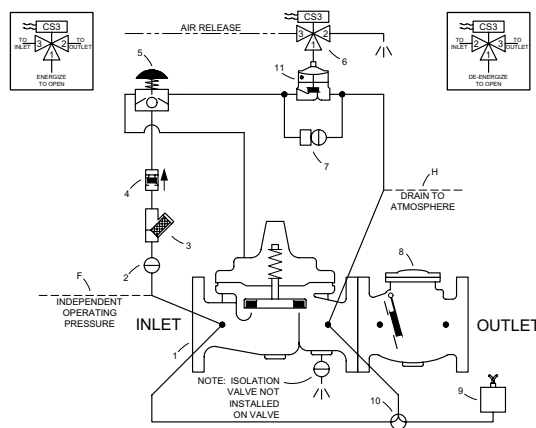 CS3
3 2
1
TO INLET
TO OUTLET
ENERGIZE TO OPEN
AIR RELEASE
CS3
3 2
1
6
CS3
2 3
1
TO INLET
TO OUTLET
DE-ENERGIZE TO OPEN
5
11
7
4
3
2
H
DRAIN TO
ATMOSPHERE
F
INDEPENDENT
OPERATING
PRESSURE
8
INLET
OUTLET
1
NOTE: ISOLATION
VALVE NOT
INSTALLED
ON VALVE
9
10